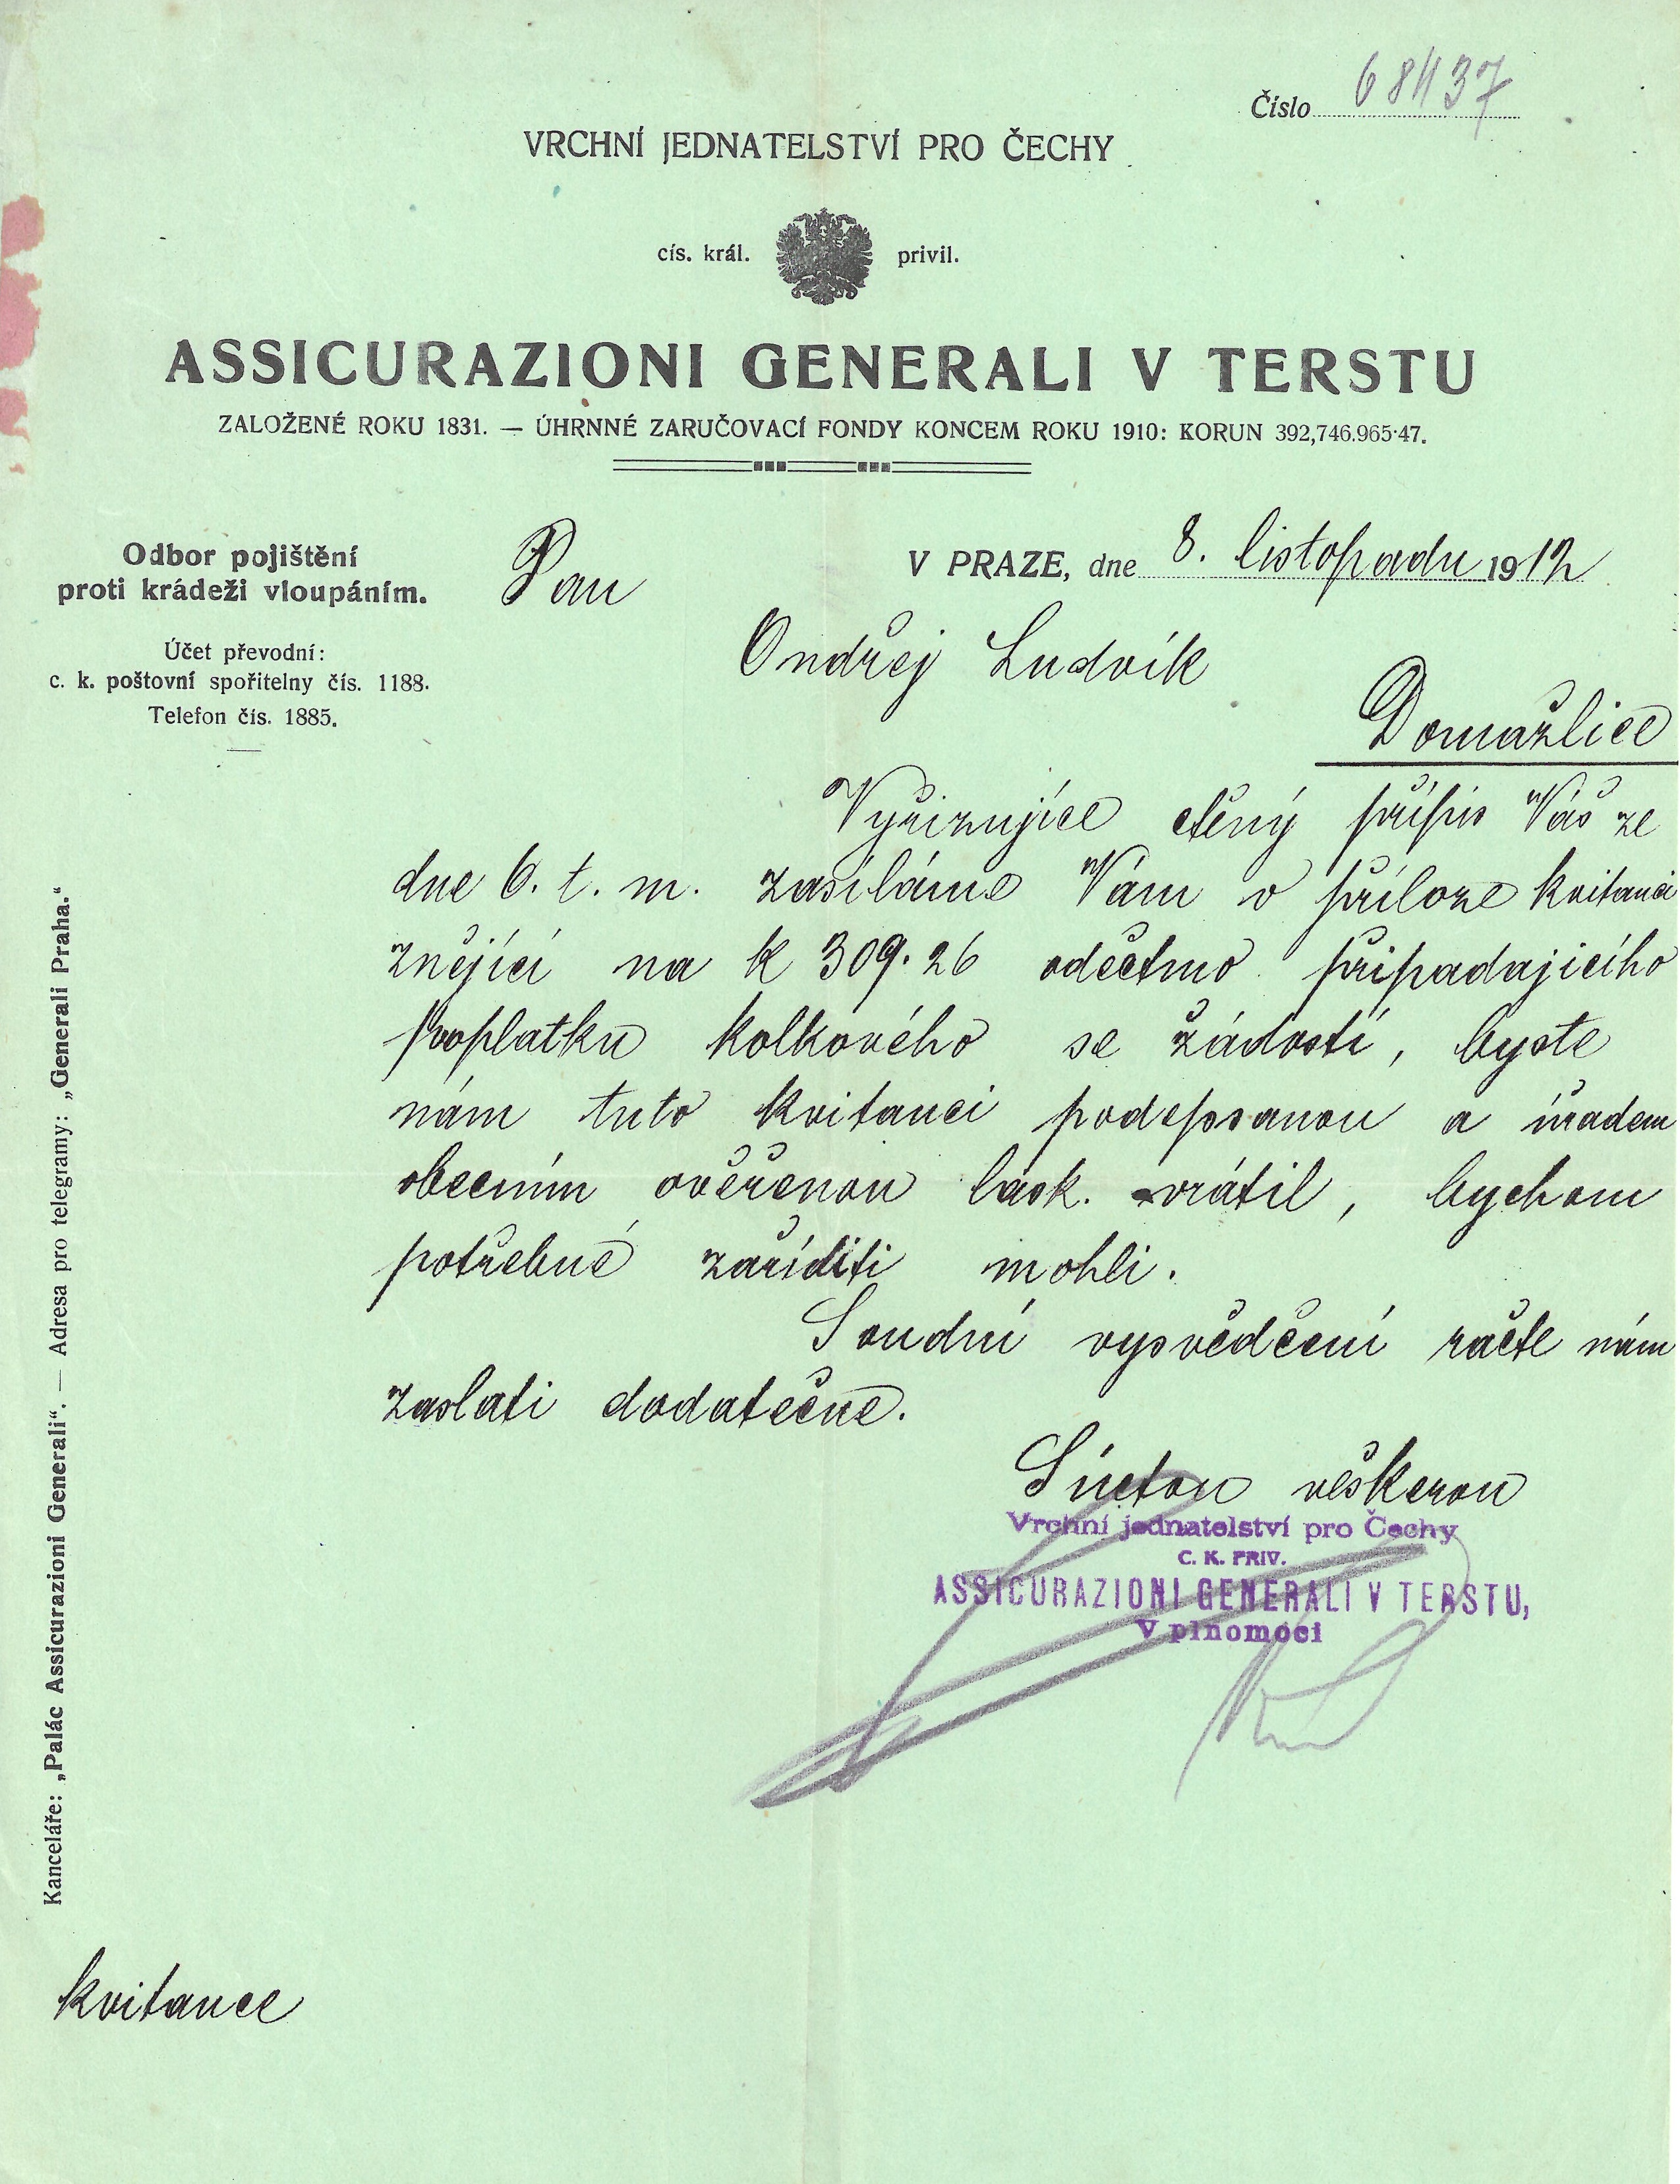 Číslo 68437
VRCHNÍ JEDNATELSTVÍ PRO ČECHY
cís. král. privil.
ASSICURAZIONI GENERALI V TERSTU
ZALOŽENÉ ROKU 1831. — ÚHRNNÉ ZARUČOVACÍ FONDY KONCEM ROKU 1910: KORUN 392,746.965·47.
Odbor pojištění
proti krádeži vloupáním.
Účet převodní:
c. k. poštovní spořitelny čís. 1188.
Telefon čís. 1885.
V PRAZE, dne 8. listopadu 1912
Pan
Ondřej Ludvík
Domažlice
Vyřizujíce ctěný přípis Váš ze
dne 6. t. m. zasíláme Vám v příloze kvitanci
znějící na K 309.26 odečtmo připadajícího
poplatku kolkového se žádostí, byste
nám tuto kvitanci podepsanou a úřadem
obecním ověřenou lask. vrátil, bychom
potřebné zaříditi mohli.
Soudní vysvědčení račte nám
zaslati dodatečně.
S úctou veškerou
Vrchní jednatelství pro Čechy
C. K. PRIV.
ASSICURAZIONI GENERALI V TERSTU,
V plnomoci
Kanceláře: „Palác Assicurazioni Generali“. — Adresa pro telegramy: „Generali Praha.“
kvitance